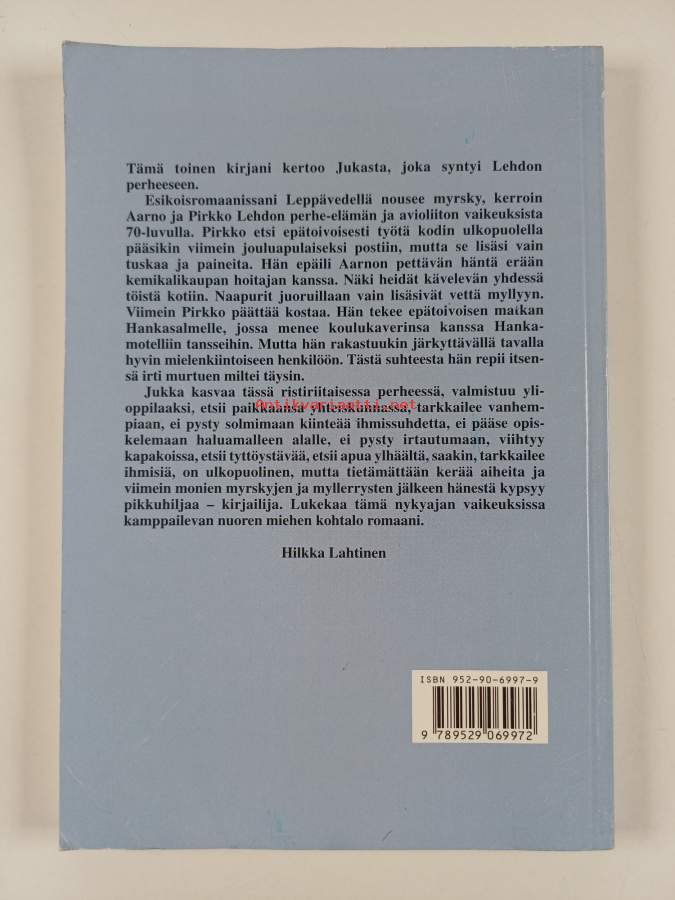 Tämä toinen kirjani kertoo Jukasta, joka syntyi Lehdon
perheeseen.
Esikoisromaanissani Leppävedellä nousee myrsky, kerroin
Aarno ja Pirkko Lehdon perhe-elämän ja avioliiton vaikeuksista
70-luvulla. Pirkko etsi epätoivoisesti työtä kodin ulkopuolella
pääsikin viimein jouluapulaiseksi postiin, mutta se lisäsi vain
tuskaa ja paineita. Hän epäili Aarnon pettävän häntä erään
kemikalikaupan hoitajan kanssa. Näki heidät kävelevän yhdessä
töistä kotiin. Naapurit juoruillaan vain lisäsivät vettä myllyyn.
Viimein Pirkko päättää kostaa. Hän tekee epätoivoisen matkan
Hankasalmelle, jossa menee koulukaverinsa kanssa Hanka-
motelliin tansseihin. Mutta hän rakastuukin järkyttävällä tavalla
hyvin mielenkiintoiseen henkilöön. Tästä suhteesta hän repii itsen-
sä irti murtuen miltei täysin.
Jukka kasvaa tässä ristiriitaisessa perheessä, valmistuu yli-
oppilaaksi, etsii paikkaansa yhteiskunnassa, tarkkailee vanhem-
piaan, ei pysty solmimaan kiinteää ihmissuhdetta, ei pääse opis-
kelemaan haluamalleen alalle, ei pysty irtautumaan, viihtyy
kapakoissa, etsii tyttöystävää, etsii apua ylhäältä, saakin, tarkkailee
ihmisiä, on ulkopuolinen, mutta tietämättään kerää aiheita ja
viimein monien myrskyjen ja myllerrysten jälkeen hänestä kypsyy
pikkuhiljaa – kirjailija. Lukekaa tämä nykyajan vaikeuksissa
kamppailevan nuoren miehen kohtalo romaani.
Hilkka Lahtinen
Antikvariaatti.net
ISBN 952-90-6997-9
9 789529 069972